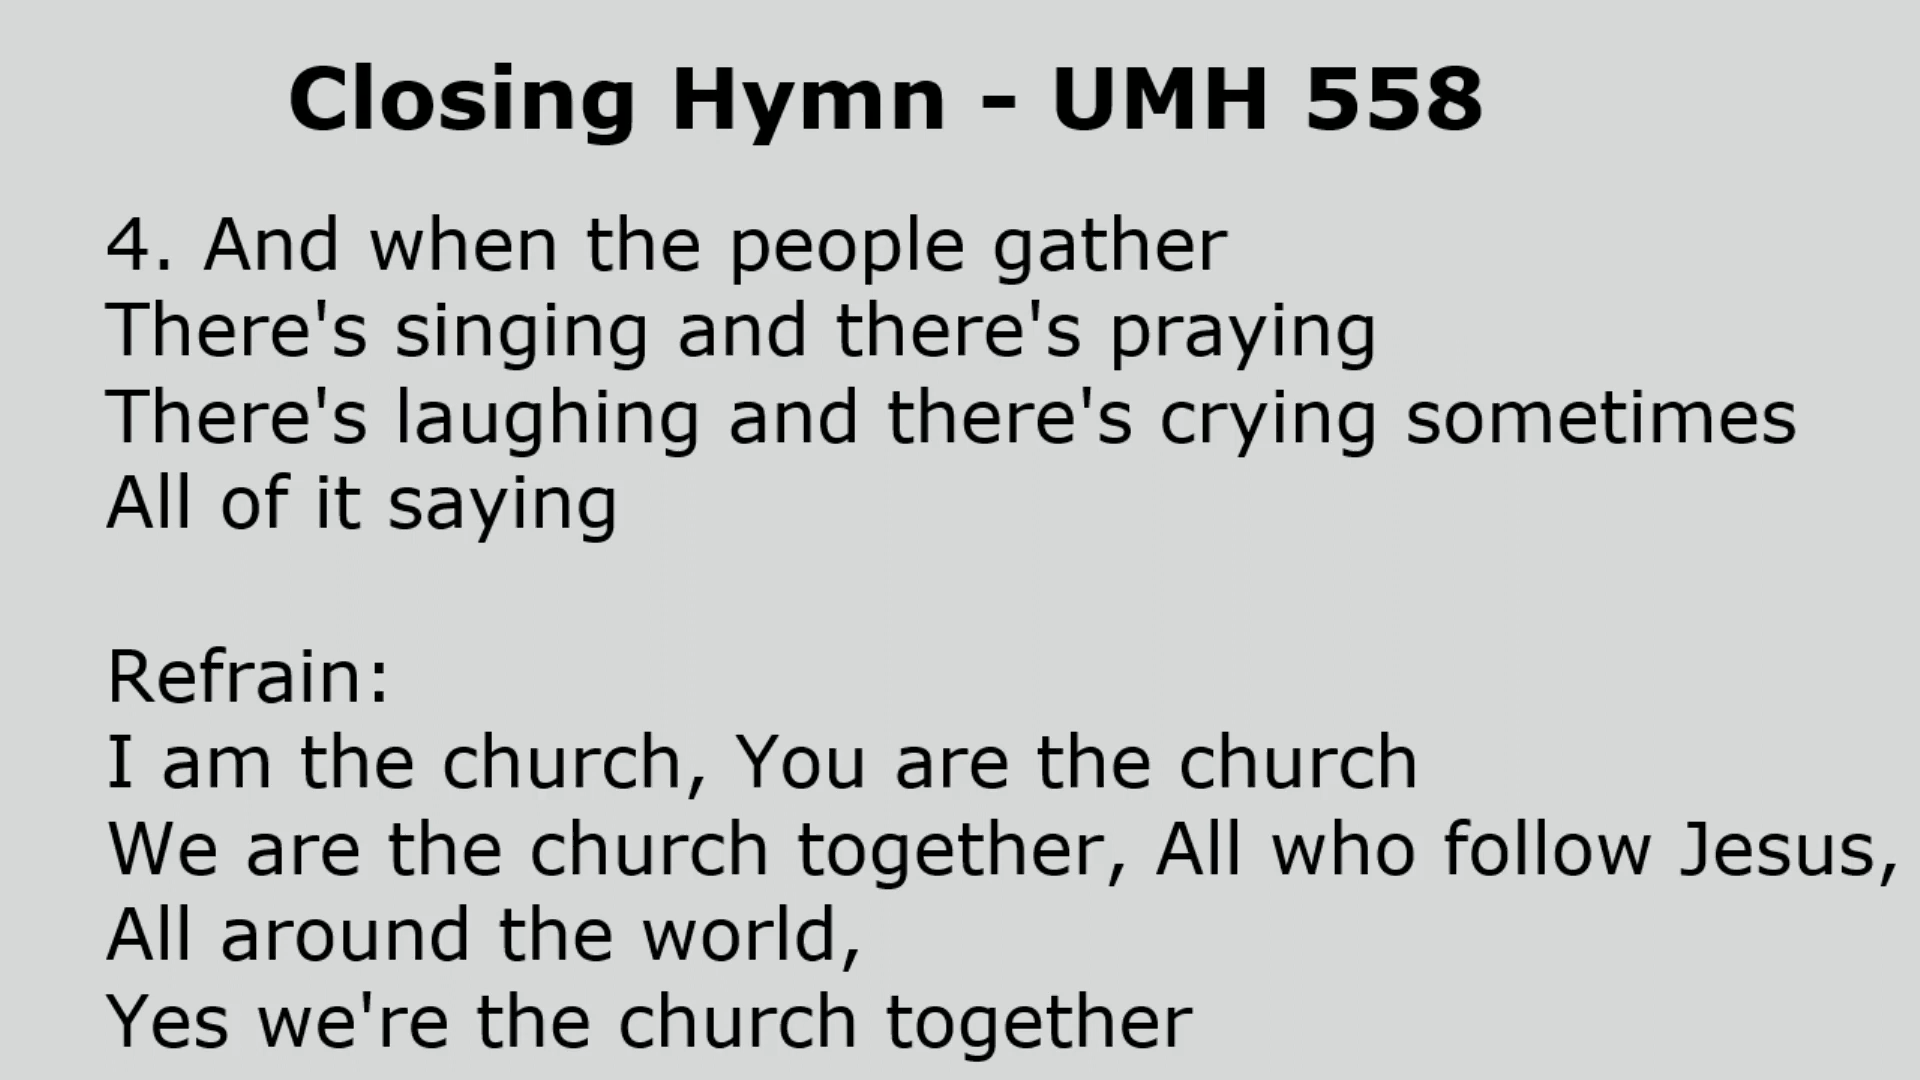 Closing Hymn - UMH 558
4. And when the people gather
There's singing and there's praying
There's laughing and there's crying sometimes
All of it saying
Refrain:
I am the church, You are the church
We are the church together, All who follow Jesus,
All around the world,
Yes we're the church together